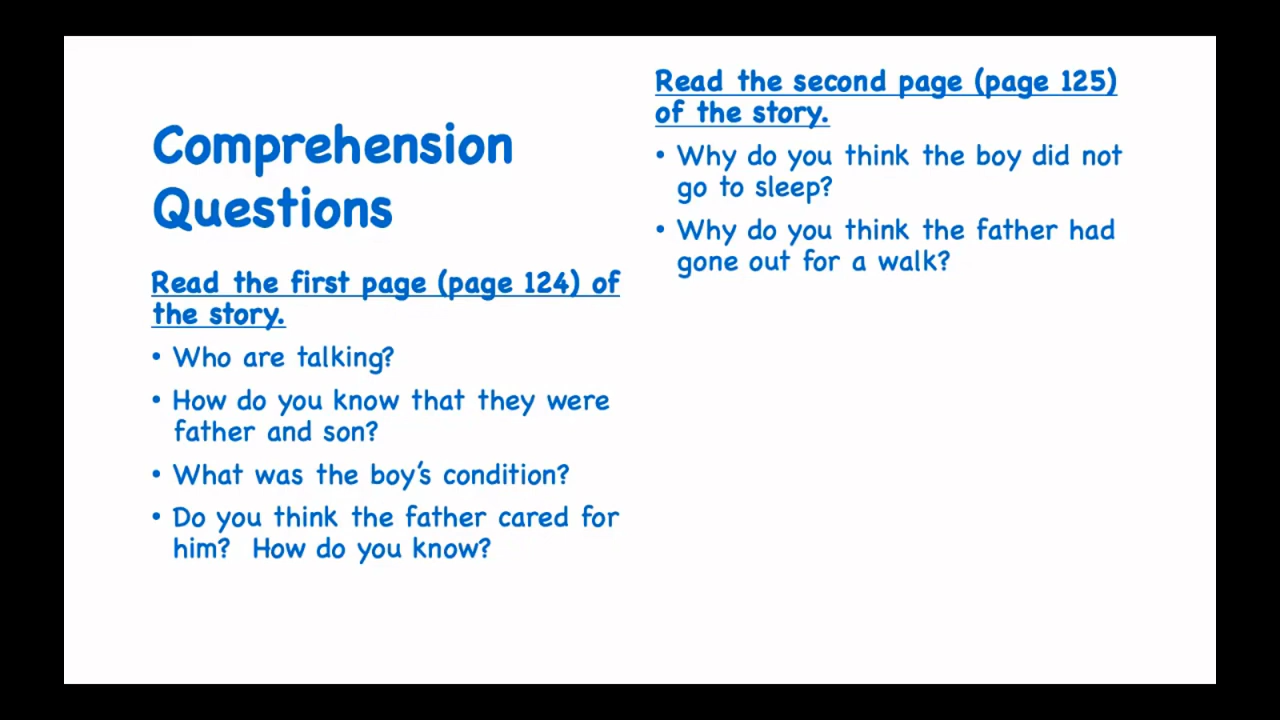 Comprehension
Questions
Read the first page (page 124) of
the story.
• Who are talking?
• How do you know that they were
father and son?
• What was the boy's condition?
• Do you think the father cared for
him?  How do you know?
Read the second page (page 125)
of the story.
• Why do you think the boy did not
go to sleep?
• Why do you think the father had
gone out for a walk?